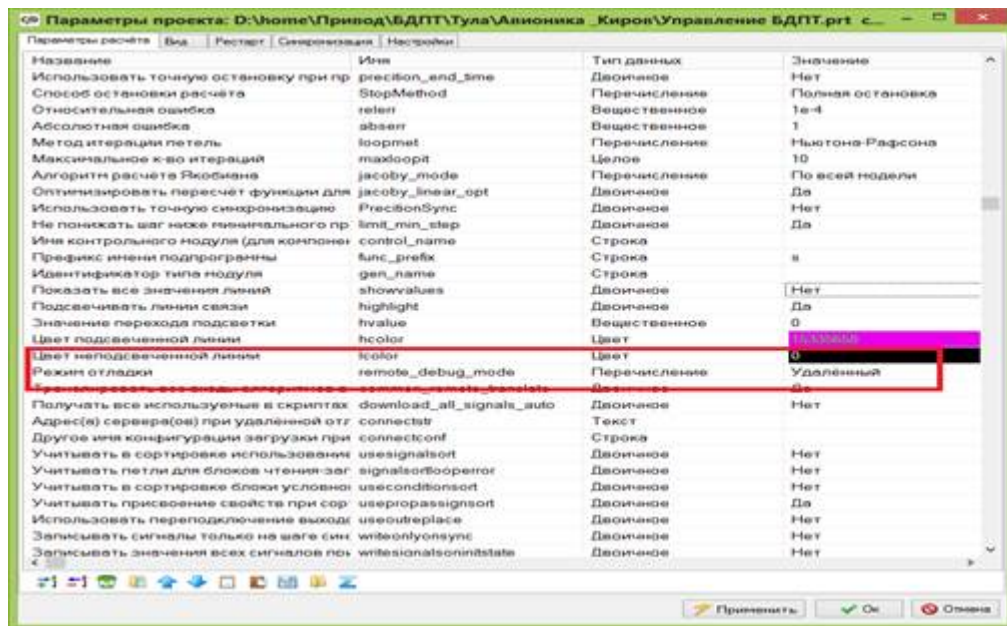 Параметры проекта: D:\home\Привод\БДПТ\Тула\Авионика _Киров\Управление БДПТ.prt с...
Параметры расчёта Вид Рестарт Синхронизация Настройки
Название Имя Тип данных Значение
Использовать точную остановку при пр precition_end_time Двоичное Нет
Способ остановки расчёта StopMethod Перечисление Полная остановка
Относительная ошибка relerr Вещественное 1e-4
Абсолютная ошибка abserr Вещественное 1
Метод итерации петель loopmet Перечисление Ньютона-Рафсона
Максимальное к-во итераций maxloopit Целое 10
Алгоритм расчёта Якобиана jacoby_mode Перечисление По всей модели
Оптимизировать пересчёт функции для jacoby_linear_opt Двоичное Да
Использовать точную синхронизацию PrecitionSync Двоичное Нет
Не понижать шаг ниже минимального пр limit_min_step Двоичное Да
Имя контрольного модуля (для компонен control_name Строка
Префикс имени подпрограммы func_prefix Строка
Идентификатор типа модуля gen_name Строка
Показать все значения линий showvalues Двоичное Нет
Подсвечивать линии связи highlight Двоичное Да
Значение перехода подсветки hvalue Вещественное 0
Цвет подсвеченной линии hcolor Цвет
Цвет неподсвеченной линии lcolor Цвет 0
Режим отладки remote_debug_mode Перечисление Удалённый
Двоичное Да
Получать все используемые в скриптах download_all_signals_auto Двоичное Нет
Адрес(а) сервера(ов) при удалённой отл connectstr Текст
Другое имя конфигурации загрузки при connectconf Строка
Учитывать в сортировке использование usesignalsort Двоичное Нет
Учитывать петли для блоков чтения-зап signalsortlooperror Двоичное Нет
Учитывать в сортировке блоки условно useconditionsort Двоичное Нет
Учитывать присвоение свойств при сор usepropassignsort Двоичное Да
Использовать переподключение выходс useoutreplace Двоичное Нет
Записывать сигналы только на шаге син writeonlyonsync Двоичное Нет
Записывать значения всех сигналов пон writesionalsoninitstate Двоичное Нет
Применить Ок Отмена